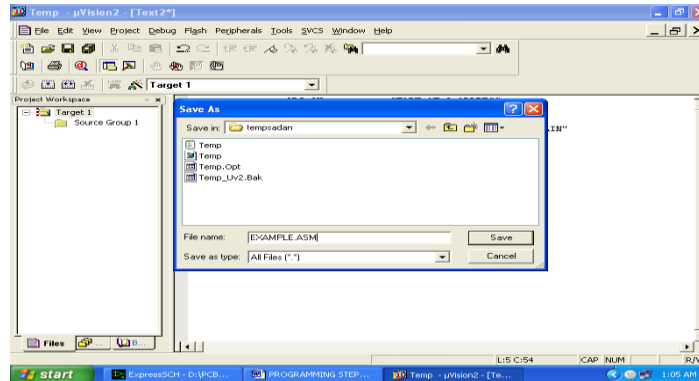 Temp - µVision2 - [Text2*]
File Edit View Project Debug Flash Peripherals Tools SVCS Window Help
Target 1
Project Workspace
Target 1
Source Group 1
Save As
Save in: tempsadan
Temp
Temp
Temp.Opt
Temp_Uv2.Bak
.IN"
File name: EXAMPLE.ASM
Save
Save as type: All Files (*.*)
Cancel
Files
B...
L:5 C:54 CAP NUM R/
start ExpressSCH - D:\PCB... PROGRAMMING STEP... Temp - µVision2 - [Te... 1:05 AM